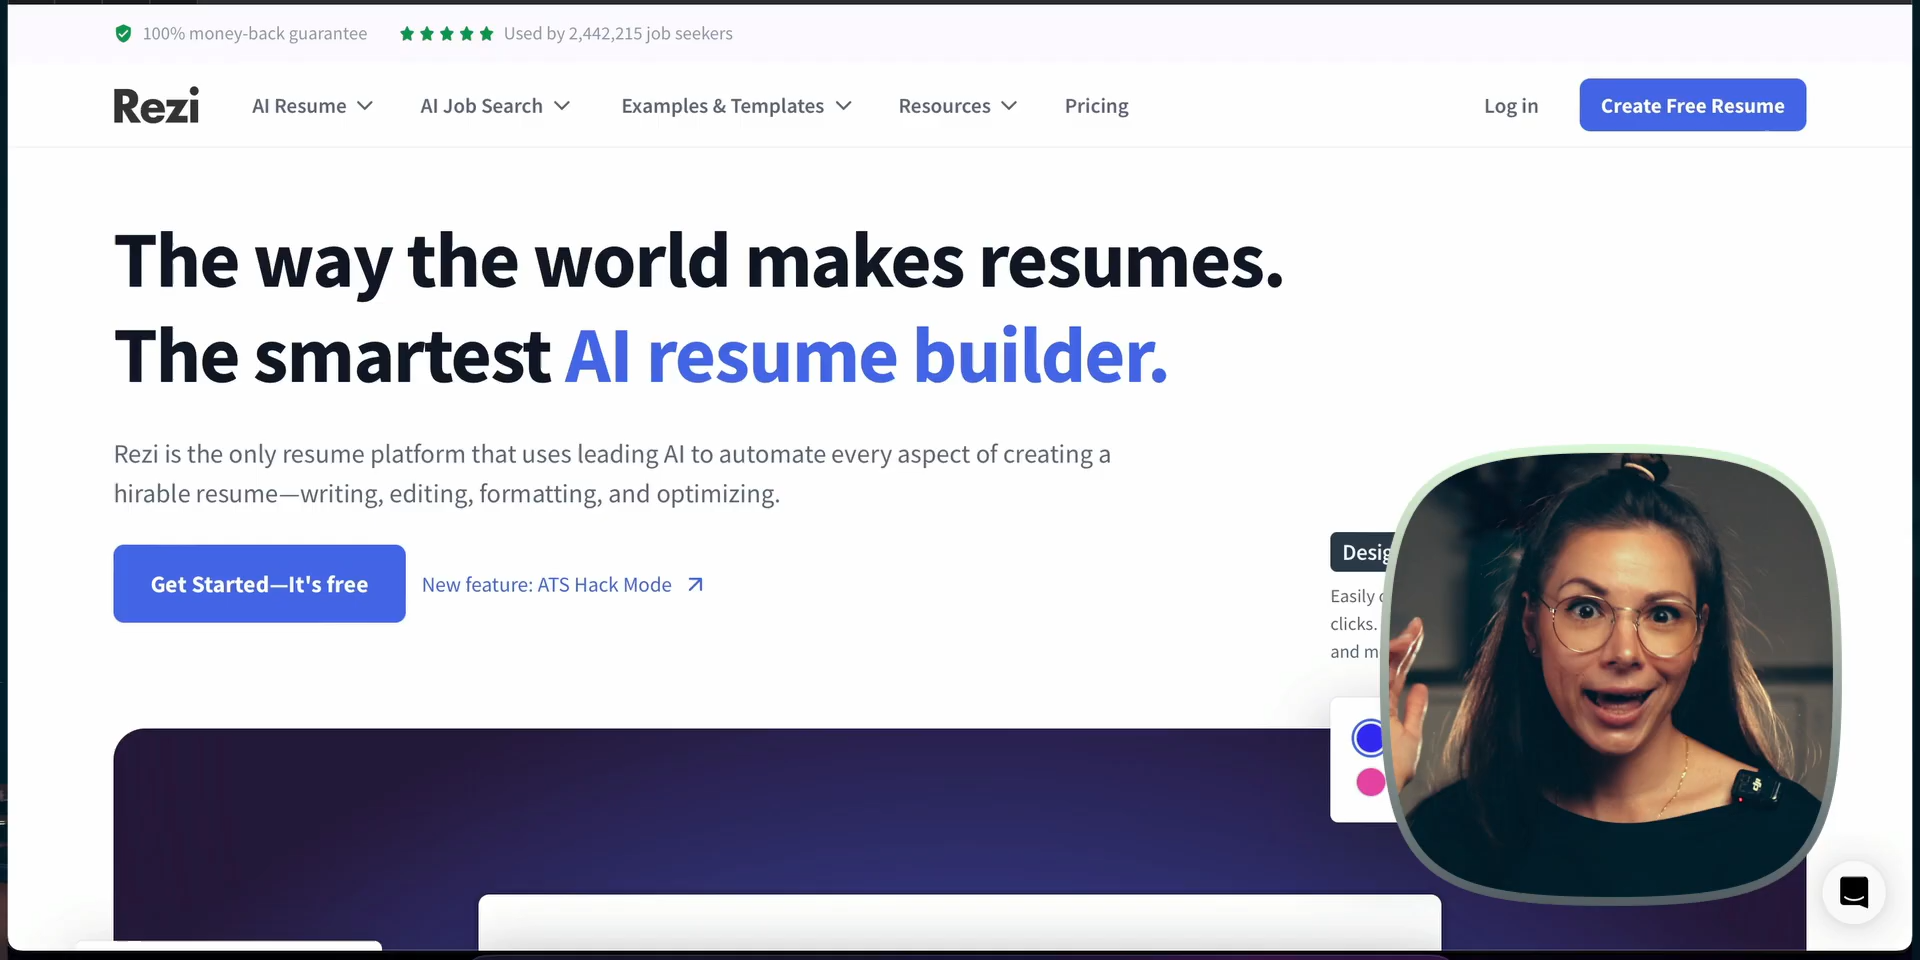 100% money-back guarantee
Used by 2,442,215 job seekers
Rezi
AI Resume
AI Job Search
Examples & Templates
Resources
Pricing
Log in
Create Free Resume
The way the world makes resumes.
The smartest AI resume builder.
Rezi is the only resume platform that uses leading AI to automate every aspect of creating a
hirable resume—writing, editing, formatting, and optimizing.
Get Started—It's free
New feature: ATS Hack Mode
Easily
clicks.
and